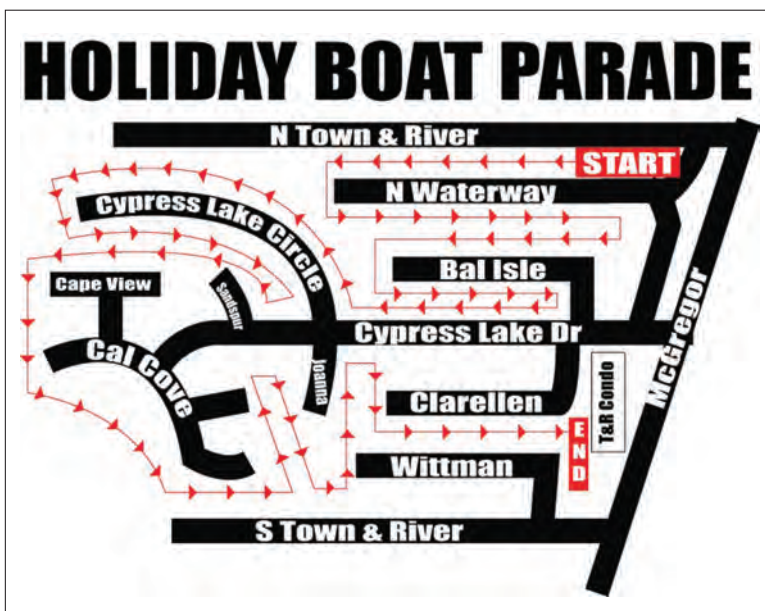 HOLIDAY BOAT PARADE
N Town & River
START
N Waterway
Cypress Lake Circle
Bal Isle
Cape View
Sandspur
Cypress Lake Dr
McGregor
Cal Cove
Joanna
T&R Condo
Clarellen
END
Wittman
S Town & River